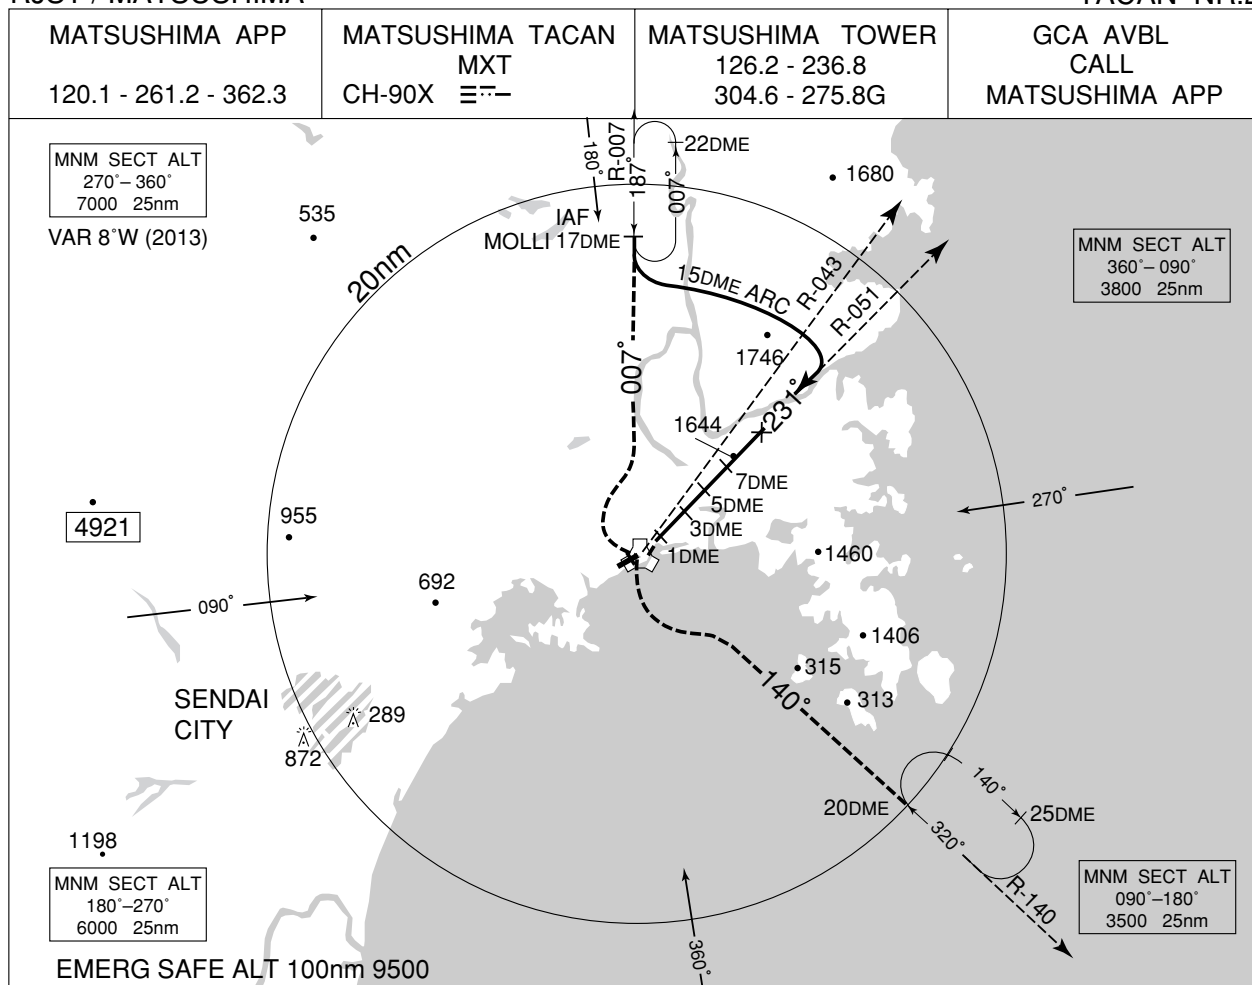 RJST / MATSUSHIMA
MATSUSHIMA APP
120.1 - 261.2 - 362.3
MATSUSHIMA TACAN
MXT
CH-90X
MATSUSHIMA TOWER
126.2 - 236.8
304.6 - 275.8G
GCA AVBL
CALL
MATSUSHIMA APP
MNM SECT ALT
270˚–360˚
7000 25nm
VAR 8˚W (2013)
535
20nm
180˚
R-007
187˚
007˚
22DME
IAF
MOLLI 17DME
1680
15DME ARC
R-043
R-051
MNM SECT ALT
360˚–090˚
3800 25nm
007˚
1746
231˚
1644
7DME
5DME
3DME
1DME
270˚
4921
955
692
090˚
1460
1406
315
313
140˚
SENDAI
CITY
289
872
20DME
140˚
25DME
320˚
R-140
1198
MNM SECT ALT
180˚–270˚
6000 25nm
MNM SECT ALT
090˚–180˚
3500 25nm
360˚
EMERG SAFE ALT 100nm 9500